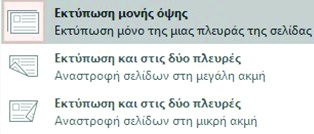 Εκτύπωση μονής όψης
Εκτύπωση μόνο της μιας πλευράς της σελίδας
Εκτύπωση και στις δύο πλευρές
Αναστροφή σελίδων στη μεγάλη ακμή
Εκτύπωση και στις δύο πλευρές
Αναστροφή σελίδων στη μικρή ακμή